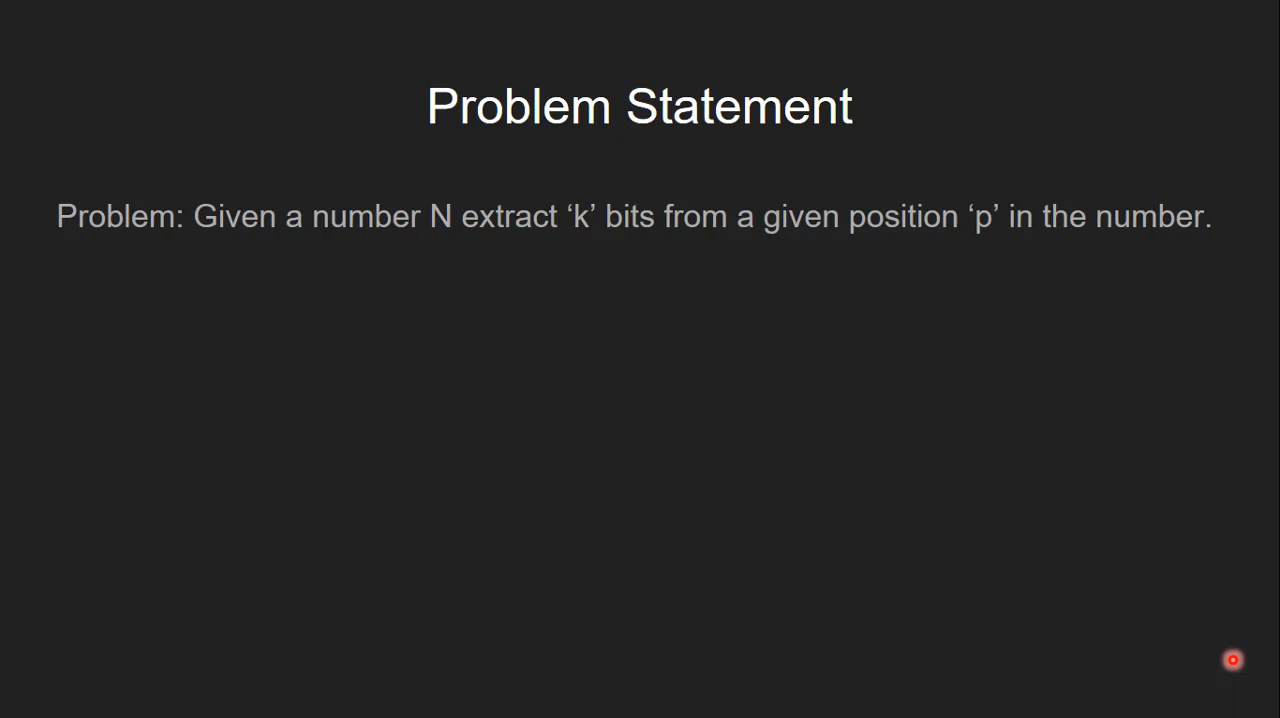 Problem Statement
Problem: Given a number N extract ‘k’ bits from a given position ‘p’ in the number.